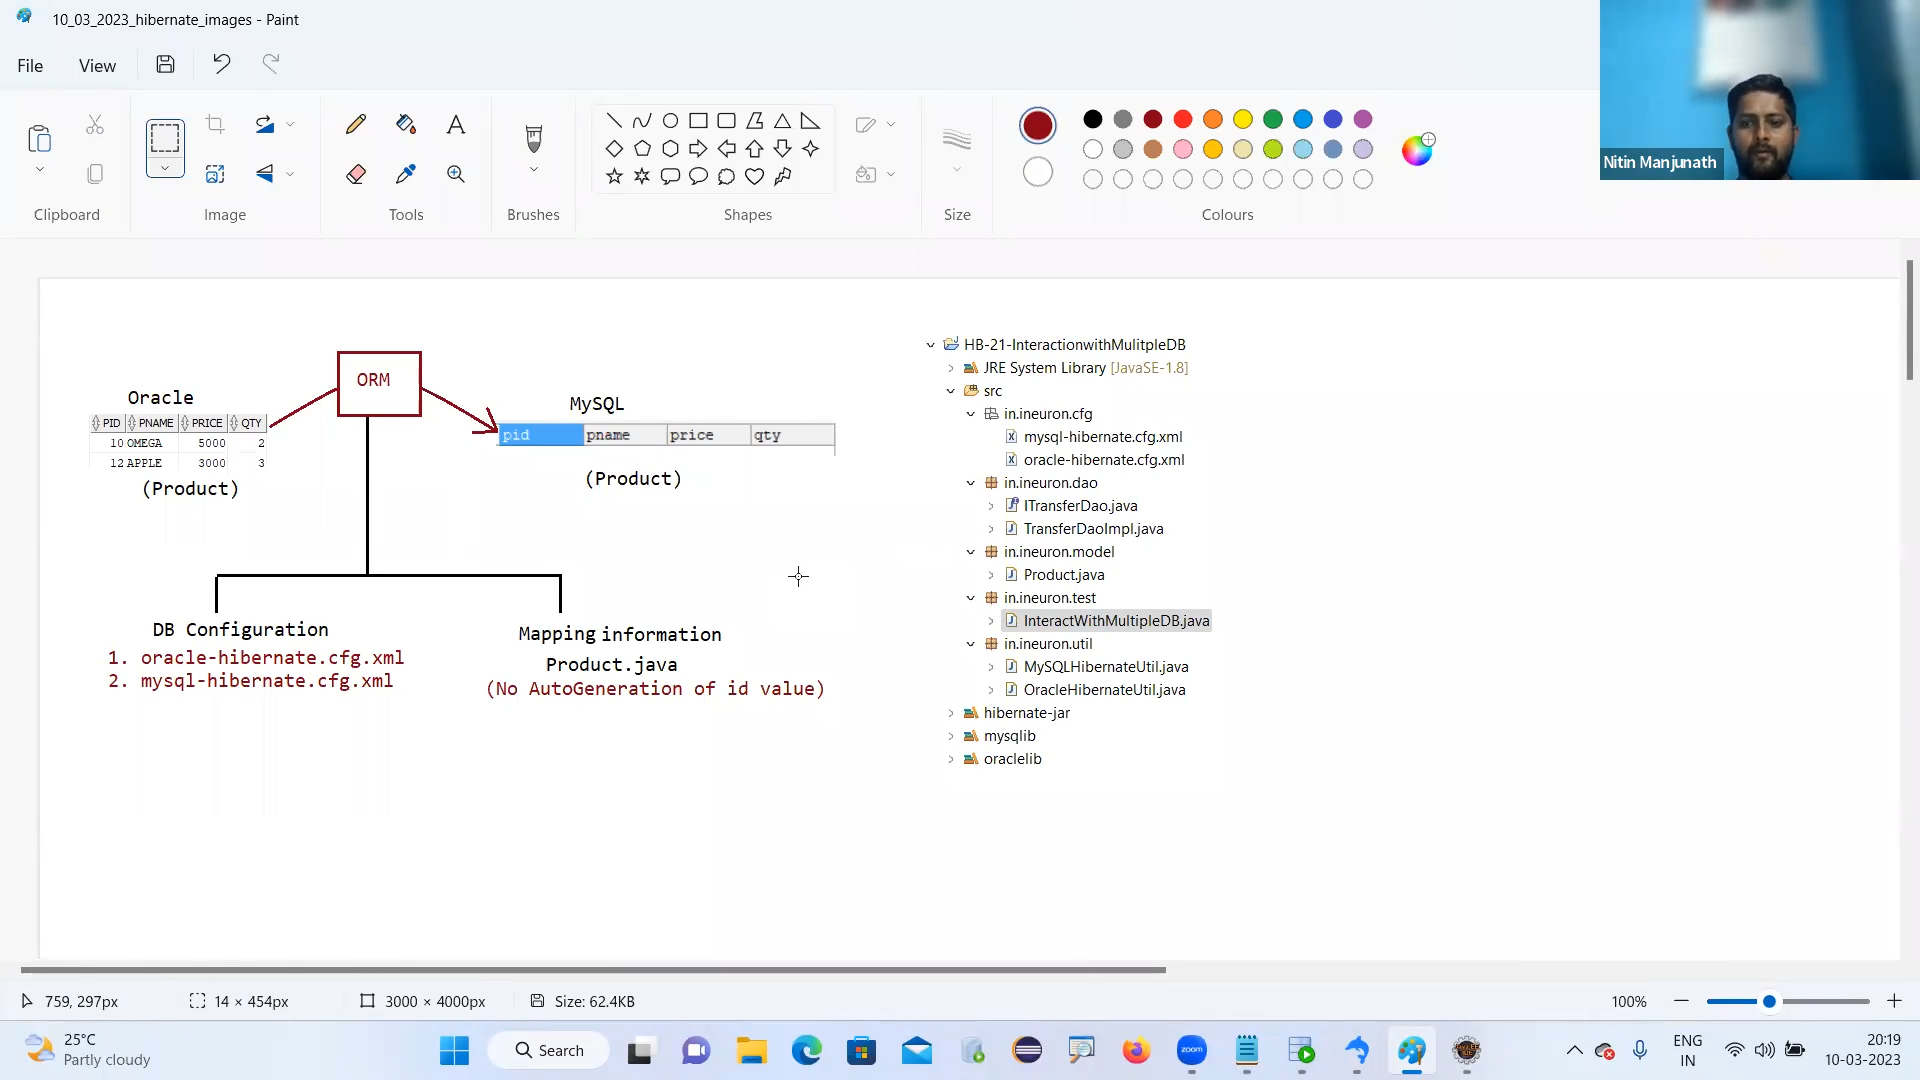 10_03_2023_hibernate_images - Paint
File
View
Clipboard
Image
Tools
Brushes
Shapes
Size
Colours
Nitin Manjunath
ORM
Oracle
PID PNAME PRICE QTY
10 OMEGA 5000 2
12 APPLE 3000 3
(Product)
MySQL
pid pname price qty
(Product)
DB Configuration
1. oracle-hibernate.cfg.xml
2. mysql-hibernate.cfg.xml
Mapping information
Product.java
(No AutoGeneration of id value)
HB-21-InteractionwithMulitpleDB
JRE System Library [JavaSE-1.8]
src
in.ineuron.cfg
mysql-hibernate.cfg.xml
oracle-hibernate.cfg.xml
in.ineuron.dao
ITransferDao.java
TransferDaoImpl.java
in.ineuron.model
Product.java
in.ineuron.test
InteractWithMultipleDB.java
in.ineuron.util
MySQLHibernateUtil.java
OracleHibernateUtil.java
hibernate-jar
mysqlib
oraclelib
759, 297px
14 × 454px
3000 × 4000px
Size: 62.4KB
100%
25°C
Partly cloudy
Search
zoom
ENG
IN
20:19
10-03-2023